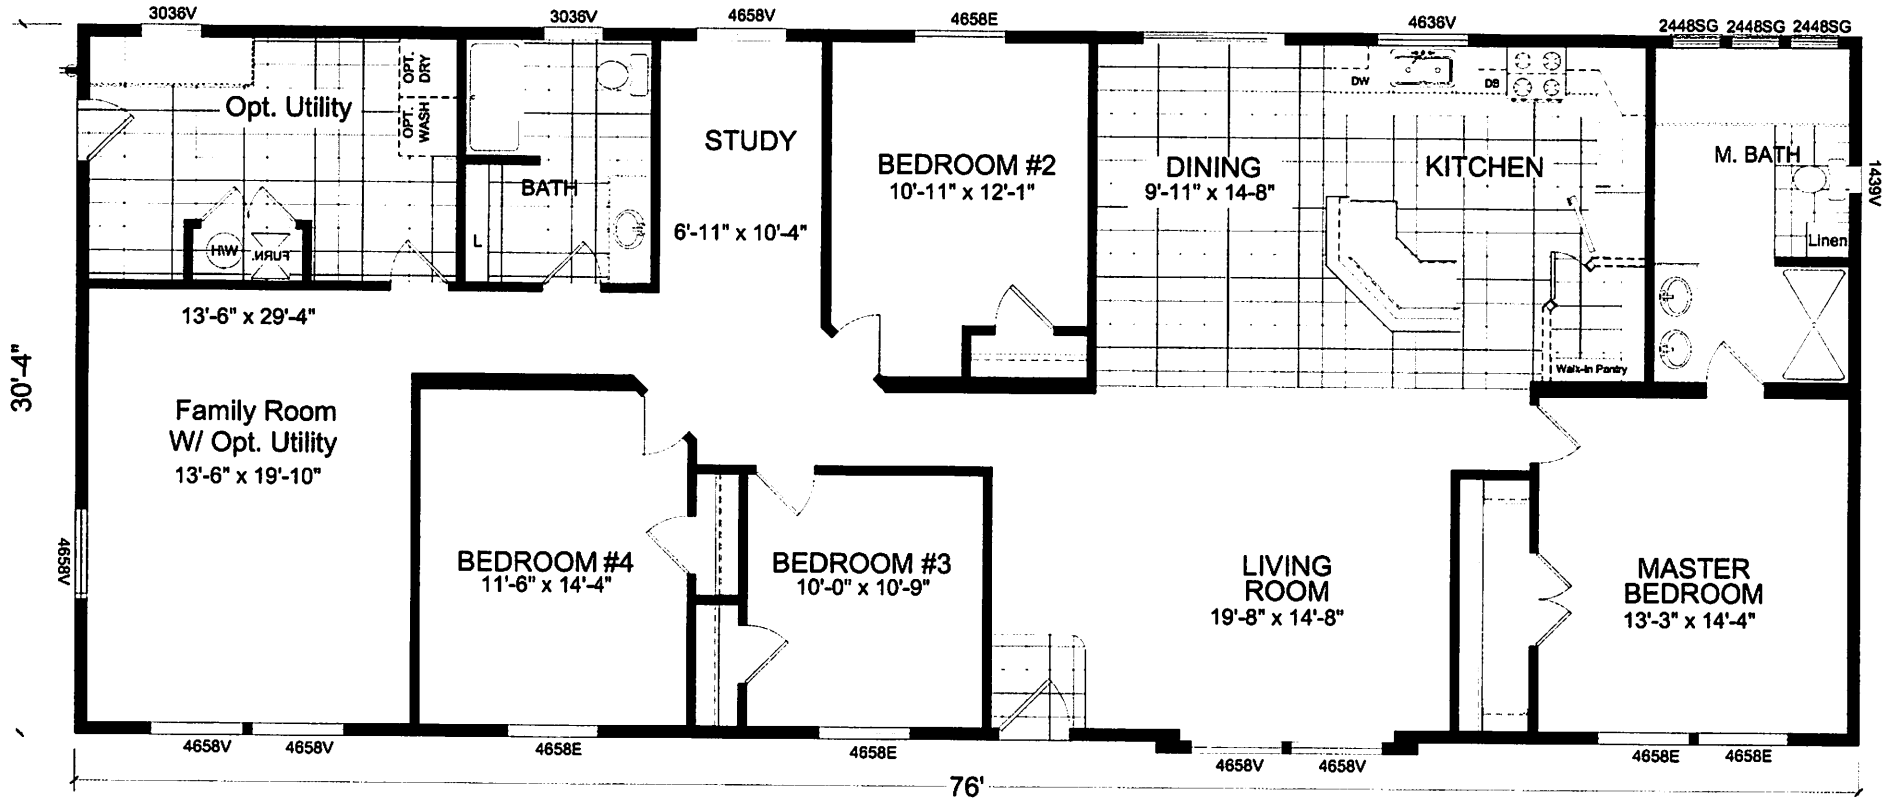 3036V
3036V
4658V
4658E
4636V
2448SG 2448SG 2448SG
OPT. DRY
OPT. WASH
Opt. Utility
STUDY
6'-11" x 10'-4"
BATH
L
BEDROOM #2
10'-11" x 12'-1"
DINING
9'-11" x 14-8"
KITCHEN
DW
DB
M. BATH
1439V
Linen
W/H
FURN.
13'-6" x 29'-4"
Walk-In Pantry
30'-4"
Family Room
W/ Opt. Utility
13'-6" x 19'-10"
4658V
BEDROOM #4
11'-6" x 14'-4"
BEDROOM #3
10'-0" x 10'-9"
LIVING
ROOM
19'-8" x 14'-8"
MASTER
BEDROOM
13'-3" x 14'-4"
4658V
4658V
4658E
4658E
4658V
4658V
4658E
4658E
76'